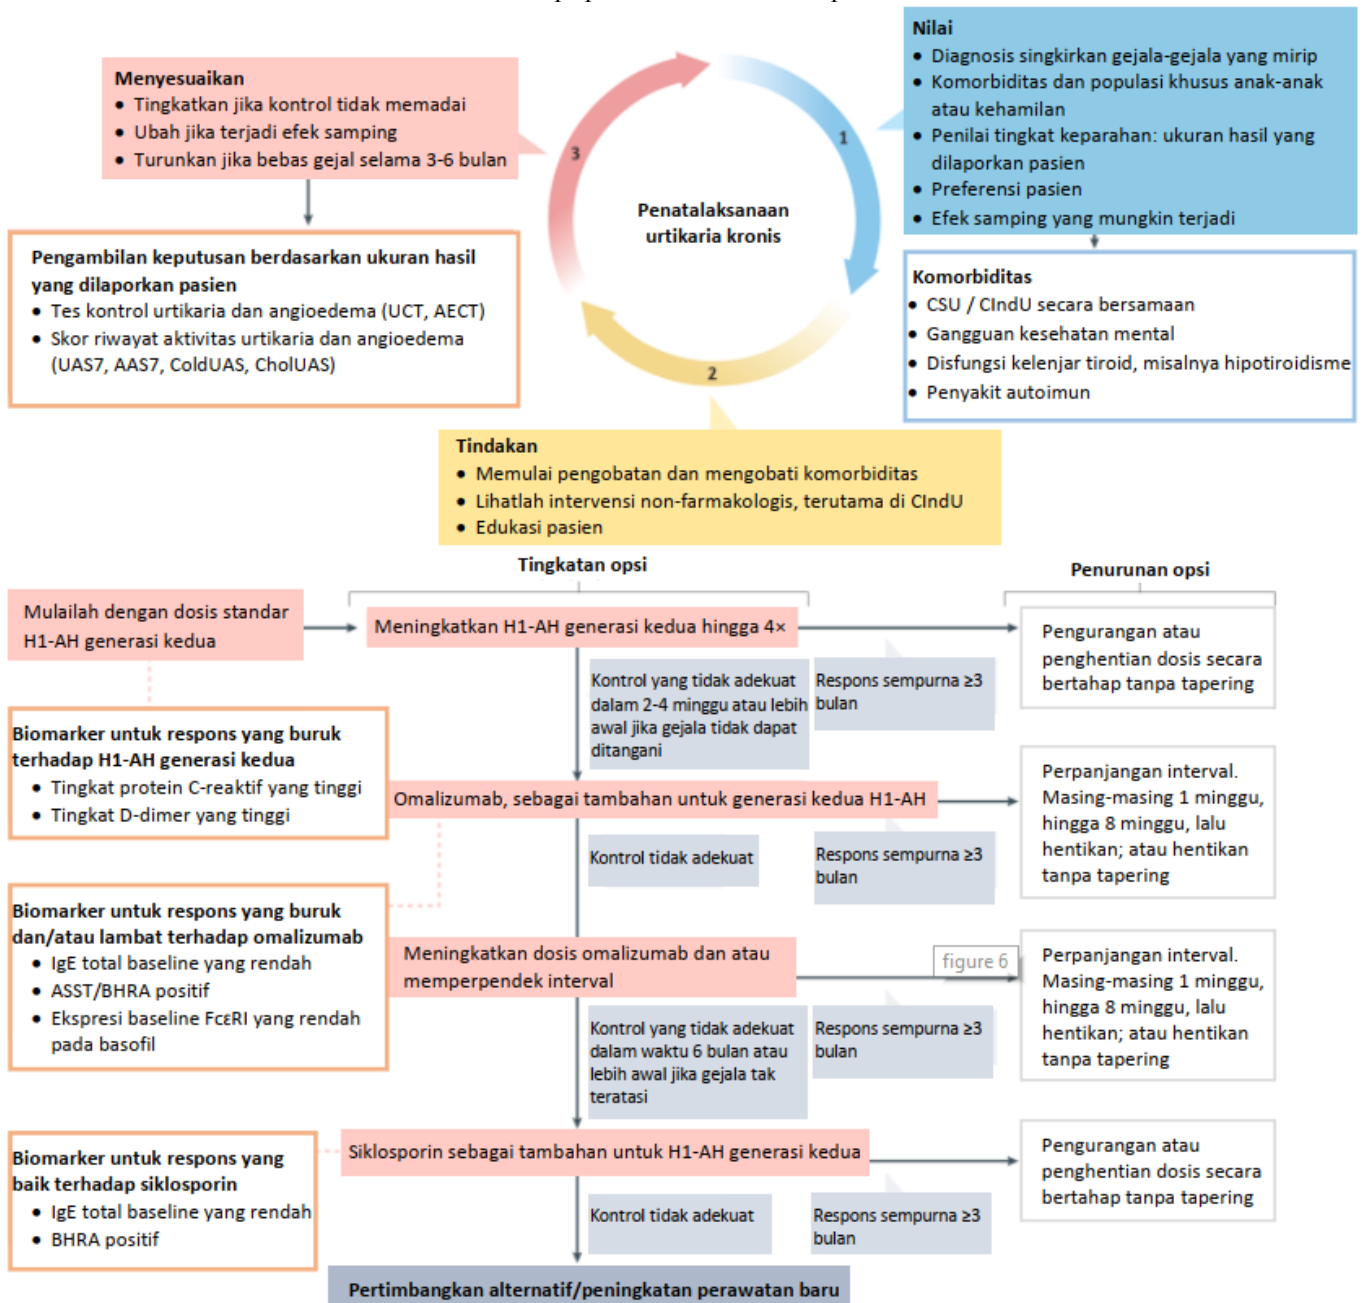 Nilai
• Diagnosis singkirkan gejala-gejala yang mirip
• Komorbiditas dan populasi khusus anak-anak
atau kehamilan
• Penilai tingkat keparahan: ukuran hasil yang
dilaporkan pasien
• Preferensi pasien
• Efek samping yang mungkin terjadi
Menyesuaikan
• Tingkatkan jika kontrol tidak memadai
• Ubah jika terjadi efek samping
• Turunkan jika bebas gejal selama 3-6 bulan
1
2
3
Penatalaksanaan
urtikaria kronis
Pengambilan keputusan berdasarkan ukuran hasil
yang dilaporkan pasien
• Tes kontrol urtikaria dan angioedema (UCT, AECT)
• Skor riwayat aktivitas urtikaria dan angioedema
(UAS7, AAS7, ColdUAS, CholUAS)
Komorbiditas
• CSU / CIndU secara bersamaan
• Gangguan kesehatan mental
• Disfungsi kelenjar tiroid, misalnya hipotiroidisme
• Penyakit autoimun
Tindakan
• Memulai pengobatan dan mengobati komorbiditas
• Lihatlah intervensi non-farmakologis, terutama di CIndU
• Edukasi pasien
Tingkatan opsi
Penurunan opsi
Mulailah dengan dosis standar
H1-AH generasi kedua
Meningkatkan H1-AH generasi kedua hingga 4×
Pengurangan atau
penghentian dosis secara
bertahap tanpa tapering
Kontrol yang tidak adekuat
dalam 2-4 minggu atau lebih
awal jika gejala tidak dapat
ditangani
Respons sempurna ≥3
bulan
Biomarker untuk respons yang buruk
terhadap H1-AH generasi kedua
• Tingkat protein C-reaktif yang tinggi
• Tingkat D-dimer yang tinggi
Omalizumab, sebagai tambahan untuk generasi kedua H1-AH
Perpanjangan interval.
Masing-masing 1 minggu,
hingga 8 minggu, lalu
hentikan; atau hentikan
tanpa tapering
Kontrol tidak adekuat
Respons sempurna ≥3
bulan
Biomarker untuk respons yang buruk
dan/atau lambat terhadap omalizumab
• IgE total baseline yang rendah
• ASST/BHRA positif
• Ekspresi baseline FcεRI yang rendah
pada basofil
Meningkatkan dosis omalizumab dan atau
memperpendek interval
figure 6
Perpanjangan interval.
Masing-masing 1 minggu,
hingga 8 minggu, lalu
hentikan; atau hentikan
tanpa tapering
Kontrol yang tidak adekuat
dalam waktu 6 bulan atau
lebih awal jika gejala tak
teratasi
Respons sempurna ≥3
bulan
Biomarker untuk respons yang
baik terhadap siklosporin
• IgE total baseline yang rendah
• BHRA positif
Siklosporin sebagai tambahan untuk H1-AH generasi kedua
Pengurangan atau
penghentian dosis secara
bertahap tanpa tapering
Kontrol tidak adekuat
Respons sempurna ≥3
bulan
Pertimbangkan alternatif/peningkatan perawatan baru